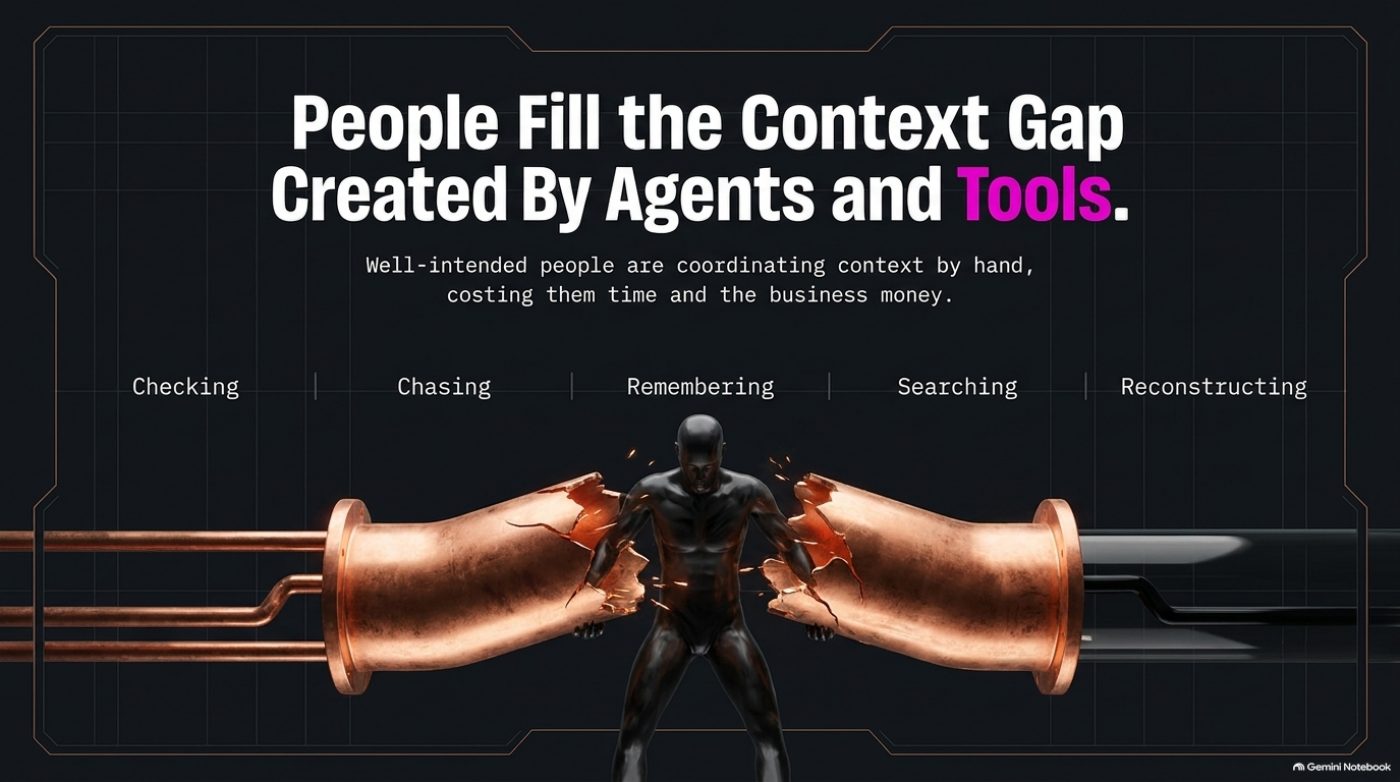 People Fill the Context Gap
Created By Agents and Tools.
Well-intended people are coordinating context by hand,
costing them time and the business money.
Checking
Chasing
Remembering
Searching
Reconstructing
Gemini Notebook